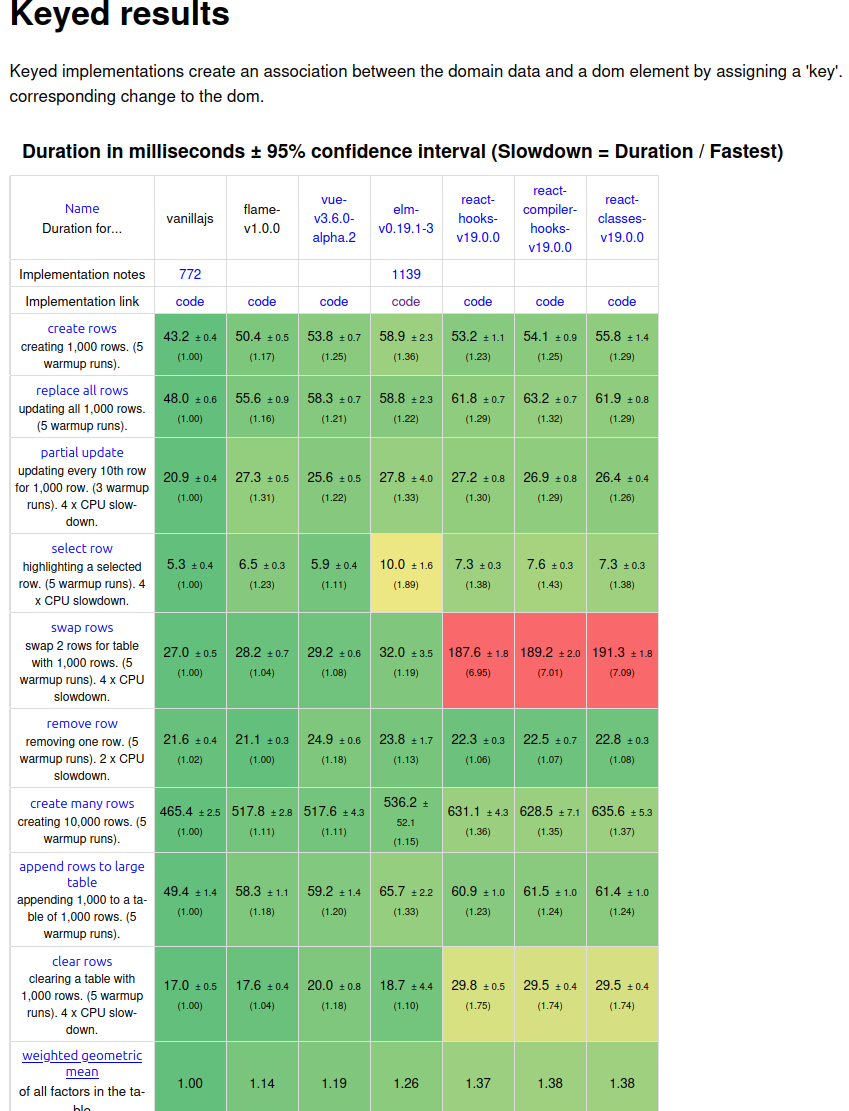 Keyed results
Keyed implementations create an association between the domain data and a dom element by assigning a 'key'.
corresponding change to the dom.
Duration in milliseconds ± 95% confidence interval (Slowdown = Duration / Fastest)
Name
Duration for...
vanillajs
flame-
v1.0.0
vue-
v3.6.0-
alpha.2
elm-
v0.19.1-3
react-
hooks-
v19.0.0
react-
compiler-
hooks-
v19.0.0
react-
classes-
v19.0.0
Implementation notes 772 1139
Implementation link code code code code code code code
create rows
creating 1,000 rows. (5
warmup runs).
43.2 ± 0.4 50.4 ± 0.5 53.8 ± 0.7 58.9 ± 2.3 53.2 ± 1.1 54.1 ± 0.9 55.8 ± 1.4
(1.00) (1.17) (1.25) (1.36) (1.23) (1.25) (1.29)
replace all rows
updating all 1,000 rows.
(5 warmup runs).
48.0 ± 0.6 55.6 ± 0.9 58.3 ± 0.7 58.8 ± 2.3 61.8 ± 0.7 63.2 ± 0.7 61.9 ± 0.8
(1.00) (1.16) (1.21) (1.22) (1.29) (1.32) (1.29)
partial update
updating every 10th row
for 1,000 row. (3 warmup
runs). 4 x CPU slow-
down.
20.9 ± 0.4 27.3 ± 0.5 25.6 ± 0.5 27.8 ± 4.0 27.2 ± 0.8 26.9 ± 0.8 26.4 ± 0.4
(1.00) (1.31) (1.22) (1.33) (1.30) (1.29) (1.26)
select row
highlighting a selected
row. (5 warmup runs). 4
x CPU slowdown.
5.3 ± 0.4 6.5 ± 0.3 5.9 ± 0.4 10.0 ± 1.6 7.3 ± 0.3 7.6 ± 0.3 7.3 ± 0.3
(1.00) (1.23) (1.11) (1.89) (1.38) (1.43) (1.38)
swap rows
swap 2 rows for table
with 1,000 rows. (5
warmup runs). 4 x CPU
slowdown.
27.0 ± 0.5 28.2 ± 0.7 29.2 ± 0.6 32.0 ± 3.5 187.6 ± 1.8 189.2 ± 2.0 191.3 ± 1.8
(1.00) (1.04) (1.08) (1.19) (6.95) (7.01) (7.09)
remove row
removing one row. (5
warmup runs). 2 x CPU
slowdown.
21.6 ± 0.4 21.1 ± 0.3 24.9 ± 0.6 23.8 ± 1.7 22.3 ± 0.3 22.5 ± 0.7 22.8 ± 0.3
(1.02) (1.00) (1.18) (1.13) (1.06) (1.07) (1.08)
create many rows
creating 10,000 rows. (5
warmup runs).
465.4 ± 2.5 517.8 ± 2.8 517.6 ± 4.3 536.2 ± 52.1 631.1 ± 4.3 628.5 ± 7.1 635.6 ± 5.3
(1.00) (1.11) (1.11) (1.15) (1.36) (1.35) (1.37)
append rows to large
table
appending 1,000 to a ta-
ble of 1,000 rows. (5
warmup runs).
49.4 ± 1.4 58.3 ± 1.1 59.2 ± 1.4 65.7 ± 2.2 60.9 ± 1.0 61.5 ± 1.0 61.4 ± 1.0
(1.00) (1.18) (1.20) (1.33) (1.23) (1.24) (1.24)
clear rows
clearing a table with
1,000 rows. (5 warmup
runs). 4 x CPU slow-
down.
17.0 ± 0.5 17.6 ± 0.4 20.0 ± 0.8 18.7 ± 4.4 29.8 ± 0.5 29.5 ± 0.4 29.5 ± 0.4
(1.00) (1.04) (1.18) (1.10) (1.75) (1.74) (1.74)
weighted geometric
mean
of all factors in the ta-
ble
1.00 1.14 1.19 1.26 1.37 1.38 1.38